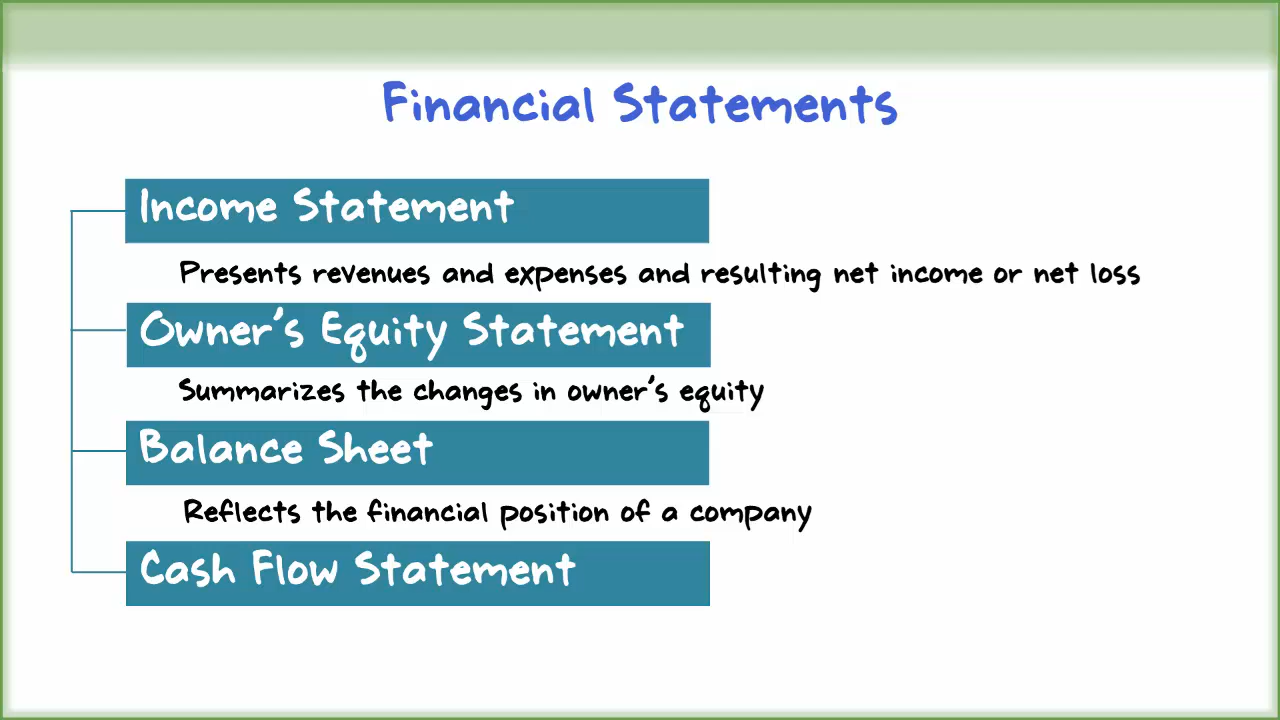 Financial Statements
Income Statement
Presents revenues and expenses and resulting net income or net loss
Owner's Equity Statement
Summarizes the changes in owner's equity
Balance Sheet
Reflects the financial position of a company
Cash Flow Statement